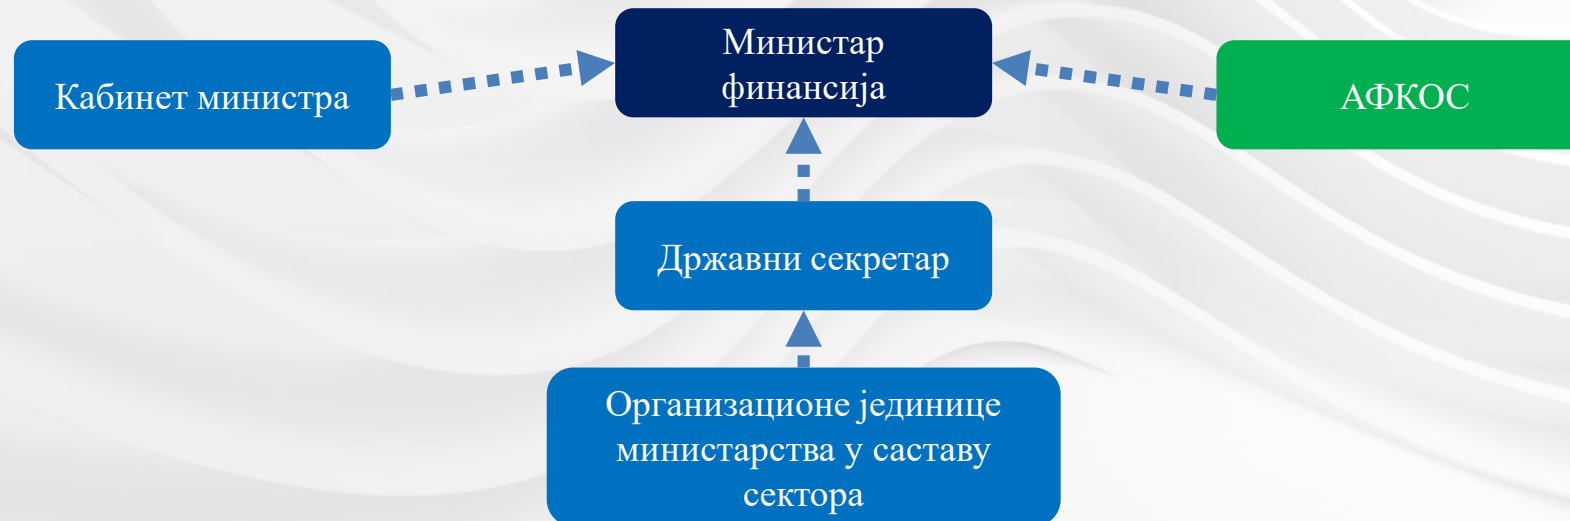 Министар
финансија
Кабинет министра
АФКОС
Државни секретар
Организационе јединице
министарства у саставу
сектора